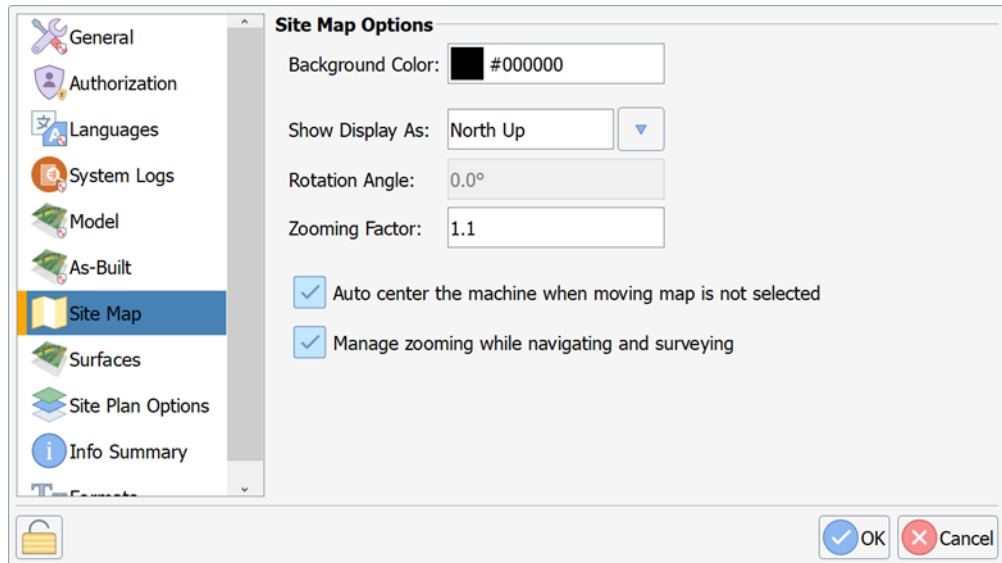 General
Authorization
Languages
System Logs
Model
As-Built
Site Map
Surfaces
Site Plan Options
Info Summary
Formats
Site Map Options
Background Color: #000000
Show Display As: North Up
Rotation Angle: 0.0°
Zooming Factor: 1.1
Auto center the machine when moving map is not selected
Manage zooming while navigating and surveying
OK Cancel